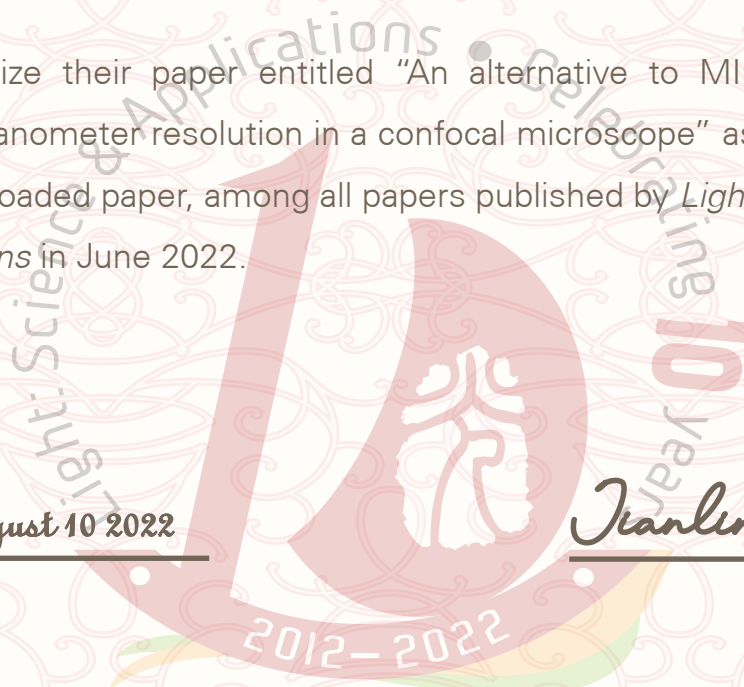 ize their paper entitled “An alternative to MI
anometer resolution in a confocal microscope” as
oaded paper, among all papers published by Ligh
ns in June 2022.
gust 10 2022
Jianlin
Light: Science & Applications • Celebrating
10
year
2012–2022